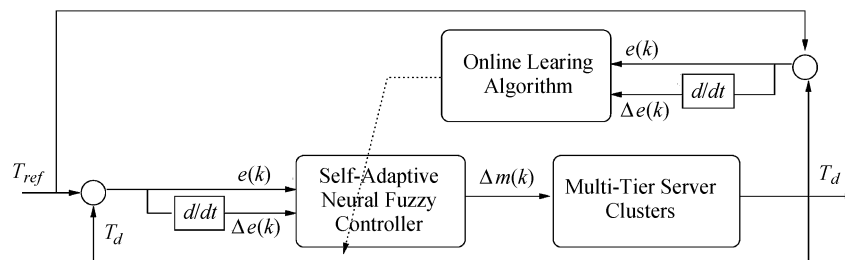 Online Learing
Algorithm
e(k)
d/dt
Δe(k)
T_ref
e(k)
d/dt
Δe(k)
T_d
Self-Adaptive
Neural Fuzzy
Controller
Δm(k)
Multi-Tier Server
Clusters
T_d